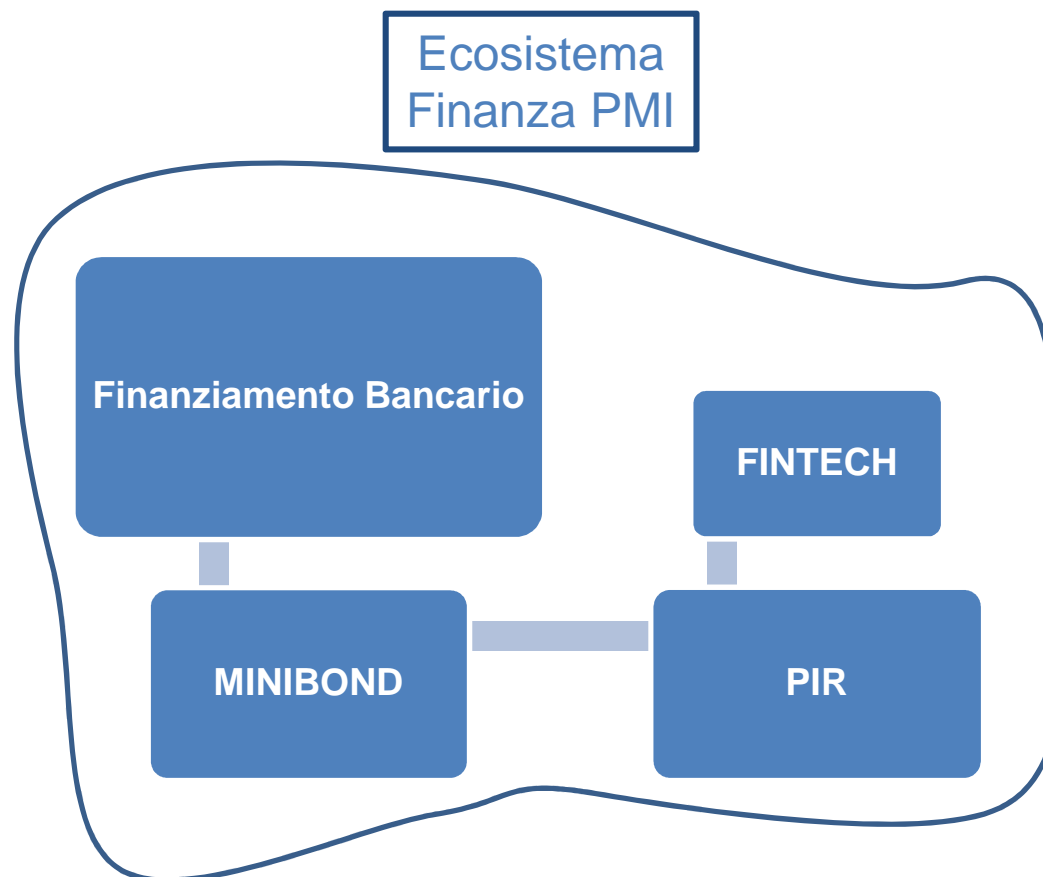 Ecosistema
Finanza PMI
Finanziamento Bancario
FINTECH
MINIBOND
PIR